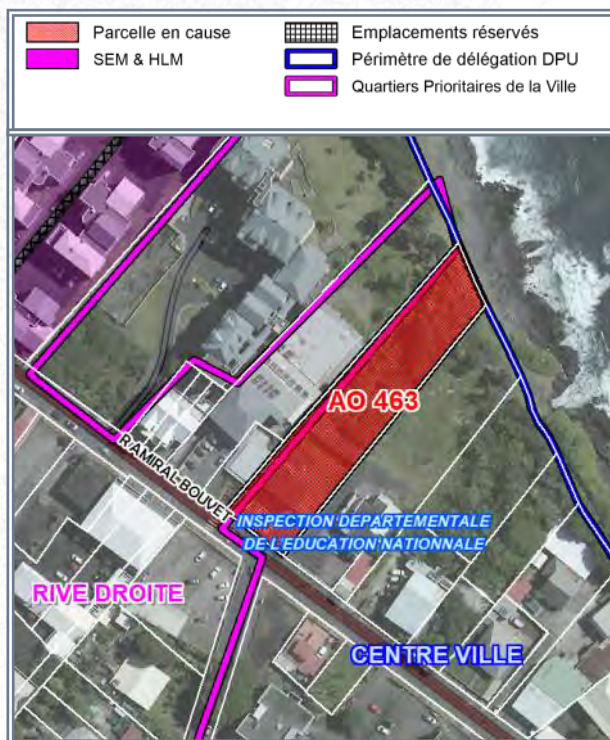 Parcelle en cause
SEM & HLM
Emplacements réservés
Périmètre de délégation DPU
Quartiers Prioritaires de la Ville
AO 463
R AMIRAL BOUVET
INSPECTION DEPARTEMENTALE
DE L'EDUCATION NATIONNALE
RIVE DROITE
CENTRE VILLE